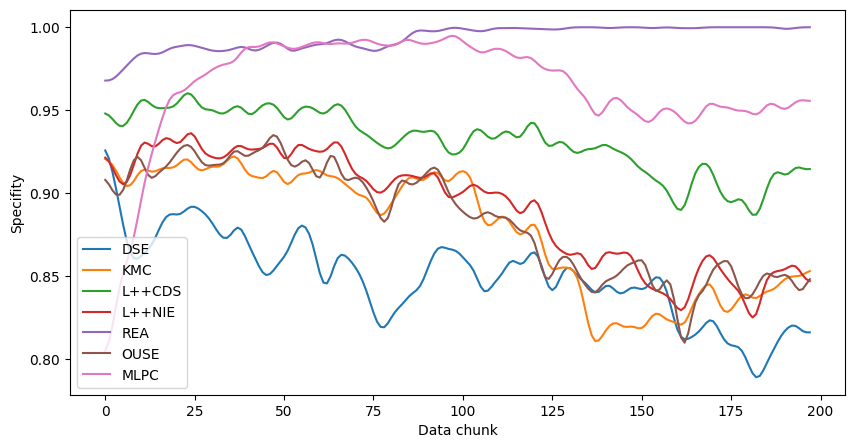 1.00
0.95
0.90
0.85
0.80
Specifity
DSE
KMC
L++CDS
L++NIE
REA
OUSE
MLPC
0
25
50
75
100
125
150
175
200
Data chunk